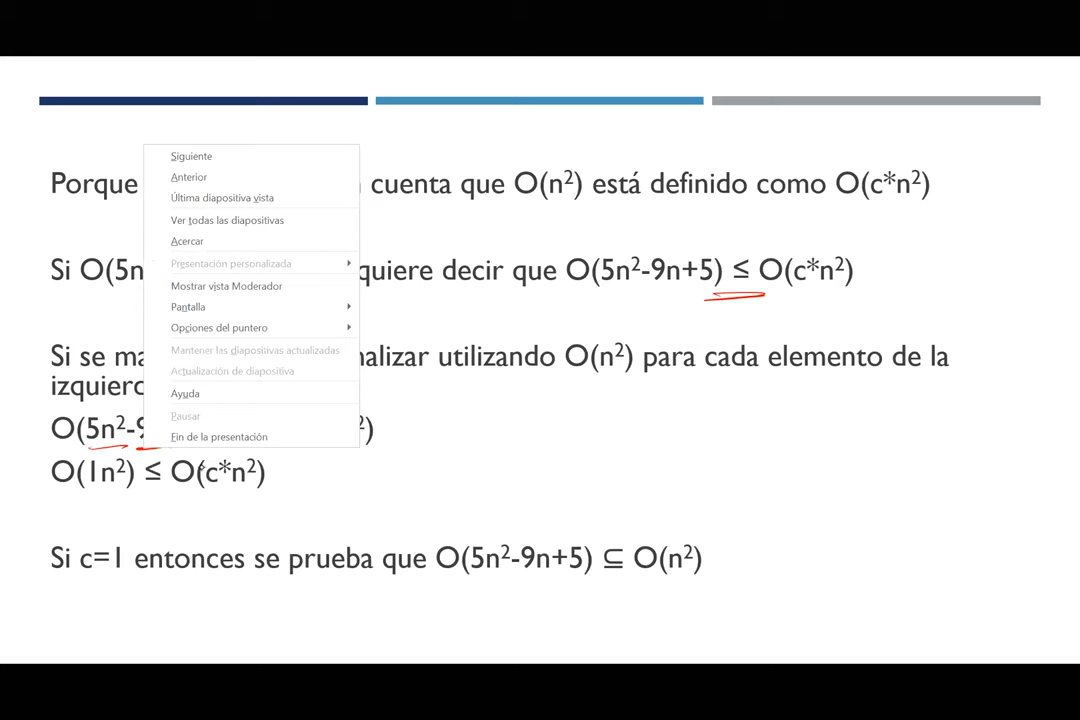 Porque cuenta que O(n²) está definido como O(c*n²)
Si O(5n quiere decir que O(5n²-9n+5) ≤ O(c*n²)
Si se ma nalizar utilizando O(n²) para cada elemento de la
izquierd
O(5n²-9 ²)
O(1n²) ≤ O(c*n²)
Si c=1 entonces se prueba que O(5n²-9n+5) ⊆ O(n²)
Siguiente
Anterior
Última diapositiva vista
Ver todas las diapositivas
Acercar
Presentación personalizada
Mostrar vista Moderador
Pantalla
Opciones del puntero
Mantener las diapositivas actualizadas
Actualización de diapositiva
Ayuda
Pausar
Fin de la presentación